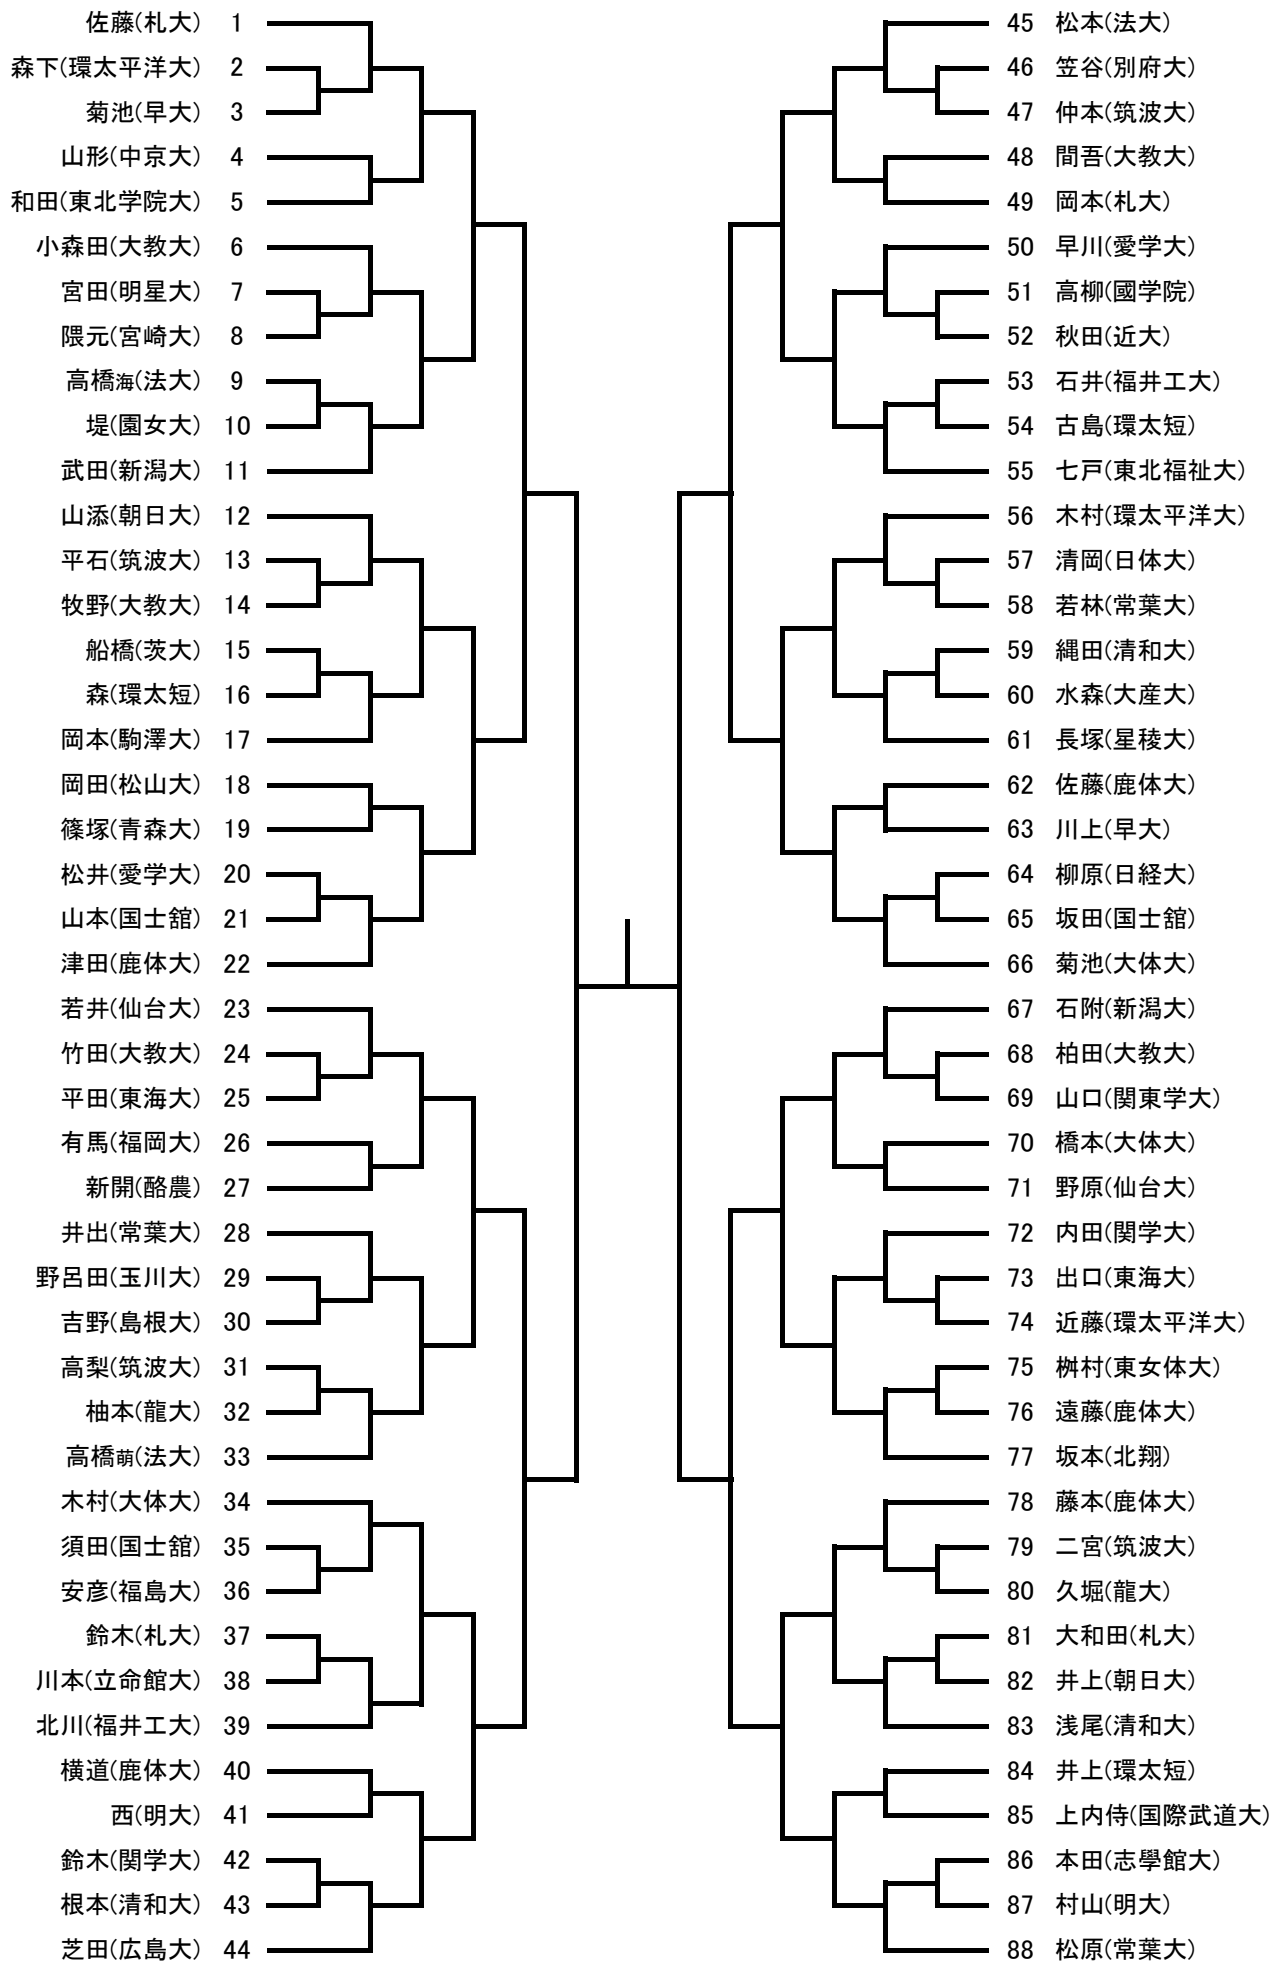 佐藤(札大) 1
森下(環太平洋大) 2
菊池(早大) 3
山形(中京大) 4
和田(東北学院大) 5
小森田(大教大) 6
宮田(明星大) 7
隈元(宮崎大) 8
高橋海(法大) 9
堤(園女大) 10
武田(新潟大) 11
山添(朝日大) 12
平石(筑波大) 13
牧野(大教大) 14
船橋(茨大) 15
森(環太短) 16
岡本(駒澤大) 17
岡田(松山大) 18
篠塚(青森大) 19
松井(愛学大) 20
山本(国士舘) 21
津田(鹿体大) 22
若井(仙台大) 23
竹田(大教大) 24
平田(東海大) 25
有馬(福岡大) 26
新開(酪農) 27
井出(常葉大) 28
野呂田(玉川大) 29
吉野(島根大) 30
高梨(筑波大) 31
柚本(龍大) 32
高橋萌(法大) 33
木村(大体大) 34
須田(国士舘) 35
安彦(福島大) 36
鈴木(札大) 37
川本(立命館大) 38
北川(福井工大) 39
横道(鹿体大) 40
西(明大) 41
鈴木(関学大) 42
根本(清和大) 43
芝田(広島大) 44
45 松本(法大)
46 笠谷(別府大)
47 仲本(筑波大)
48 間吾(大教大)
49 岡本(札大)
50 早川(愛学大)
51 高柳(國学院)
52 秋田(近大)
53 石井(福井工大)
54 古島(環太短)
55 七戸(東北福祉大)
56 木村(環太平洋大)
57 清岡(日体大)
58 若林(常葉大)
59 縄田(清和大)
60 水森(大産大)
61 長塚(星稜大)
62 佐藤(鹿体大)
63 川上(早大)
64 柳原(日経大)
65 坂田(国士舘)
66 菊池(大体大)
67 石附(新潟大)
68 柏田(大教大)
69 山口(関東学大)
70 橋本(大体大)
71 野原(仙台大)
72 内田(関学大)
73 出口(東海大)
74 近藤(環太平洋大)
75 桝村(東女体大)
76 遠藤(鹿体大)
77 坂本(北翔)
78 藤本(鹿体大)
79 二宮(筑波大)
80 久堀(龍大)
81 大和田(札大)
82 井上(朝日大)
83 浅尾(清和大)
84 井上(環太短)
85 上内侍(国際武道大)
86 本田(志學館大)
87 村山(明大)
88 松原(常葉大)